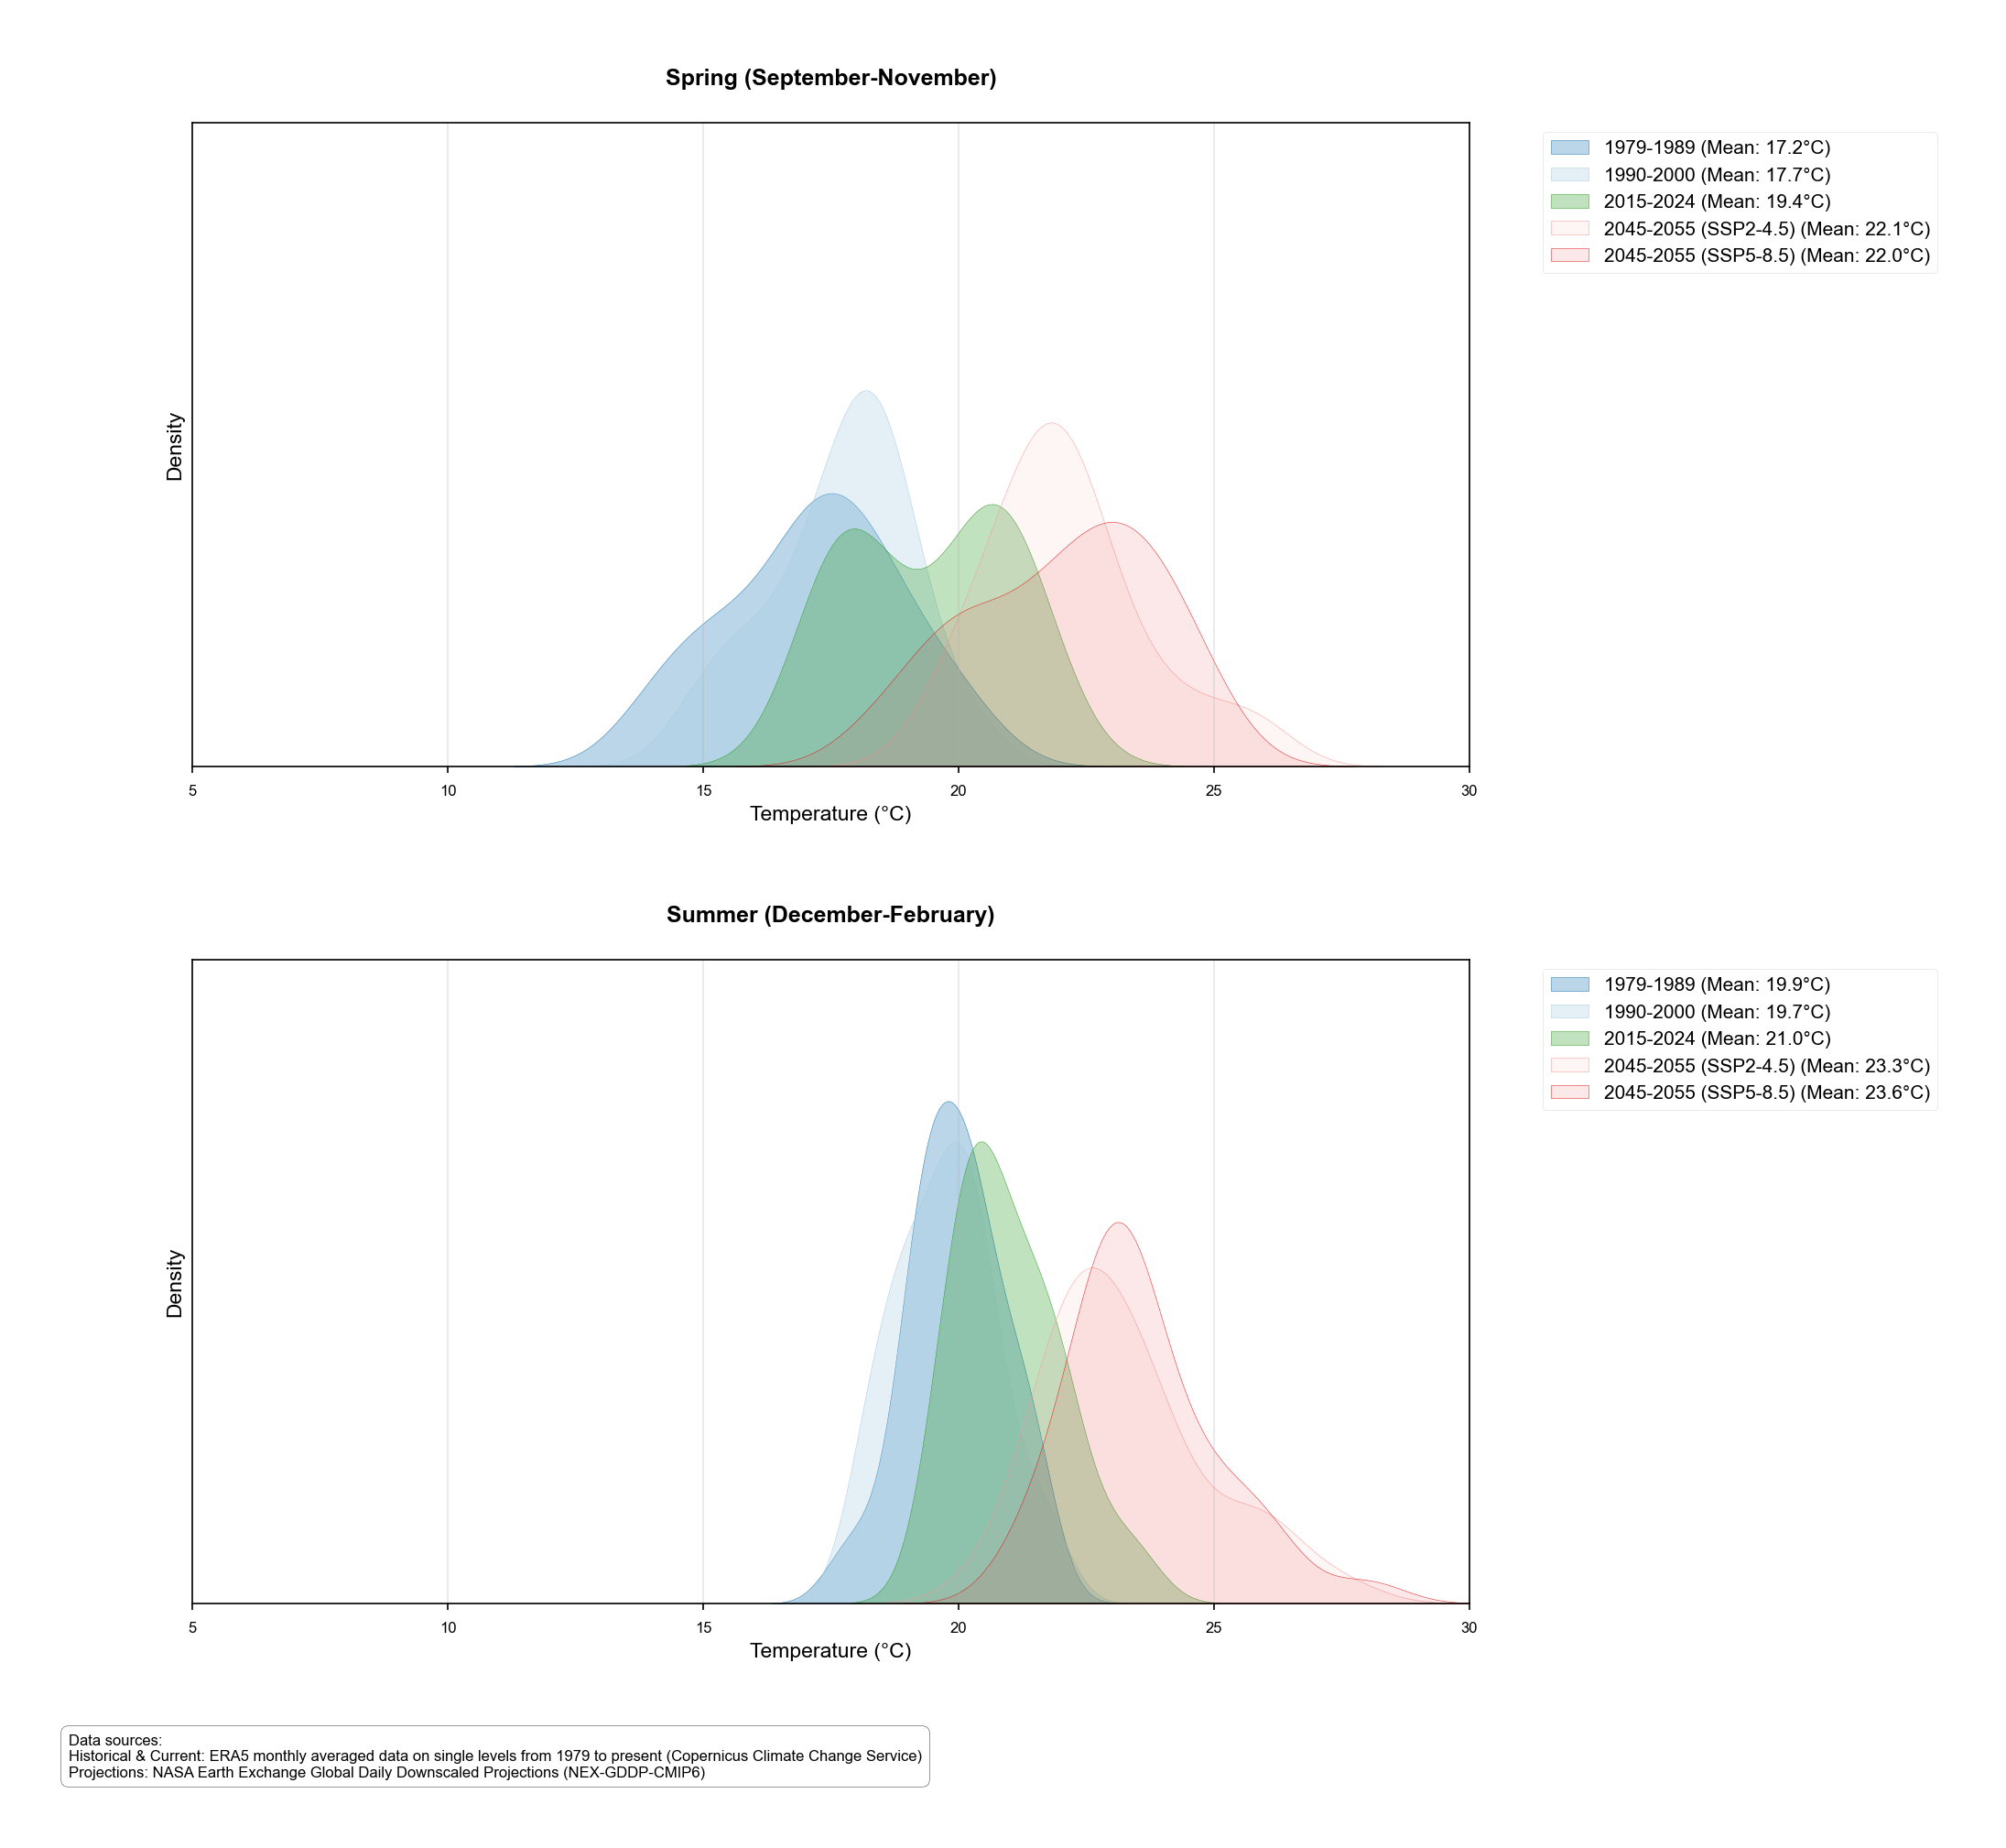 Spring (September-November)
1979-1989 (Mean: 17.2°C)
1990-2000 (Mean: 17.7°C)
2015-2024 (Mean: 19.4°C)
2045-2055 (SSP2-4.5) (Mean: 22.1°C)
2045-2055 (SSP5-8.5) (Mean: 22.0°C)
Density
5 10 15 20 25 30
Temperature (°C)
Summer (December-February)
1979-1989 (Mean: 19.9°C)
1990-2000 (Mean: 19.7°C)
2015-2024 (Mean: 21.0°C)
2045-2055 (SSP2-4.5) (Mean: 23.3°C)
2045-2055 (SSP5-8.5) (Mean: 23.6°C)
Density
5 10 15 20 25 30
Temperature (°C)
Data sources:
Historical & Current: ERA5 monthly averaged data on single levels from 1979 to present (Copernicus Climate Change Service)
Projections: NASA Earth Exchange Global Daily Downscaled Projections (NEX-GDDP-CMIP6)